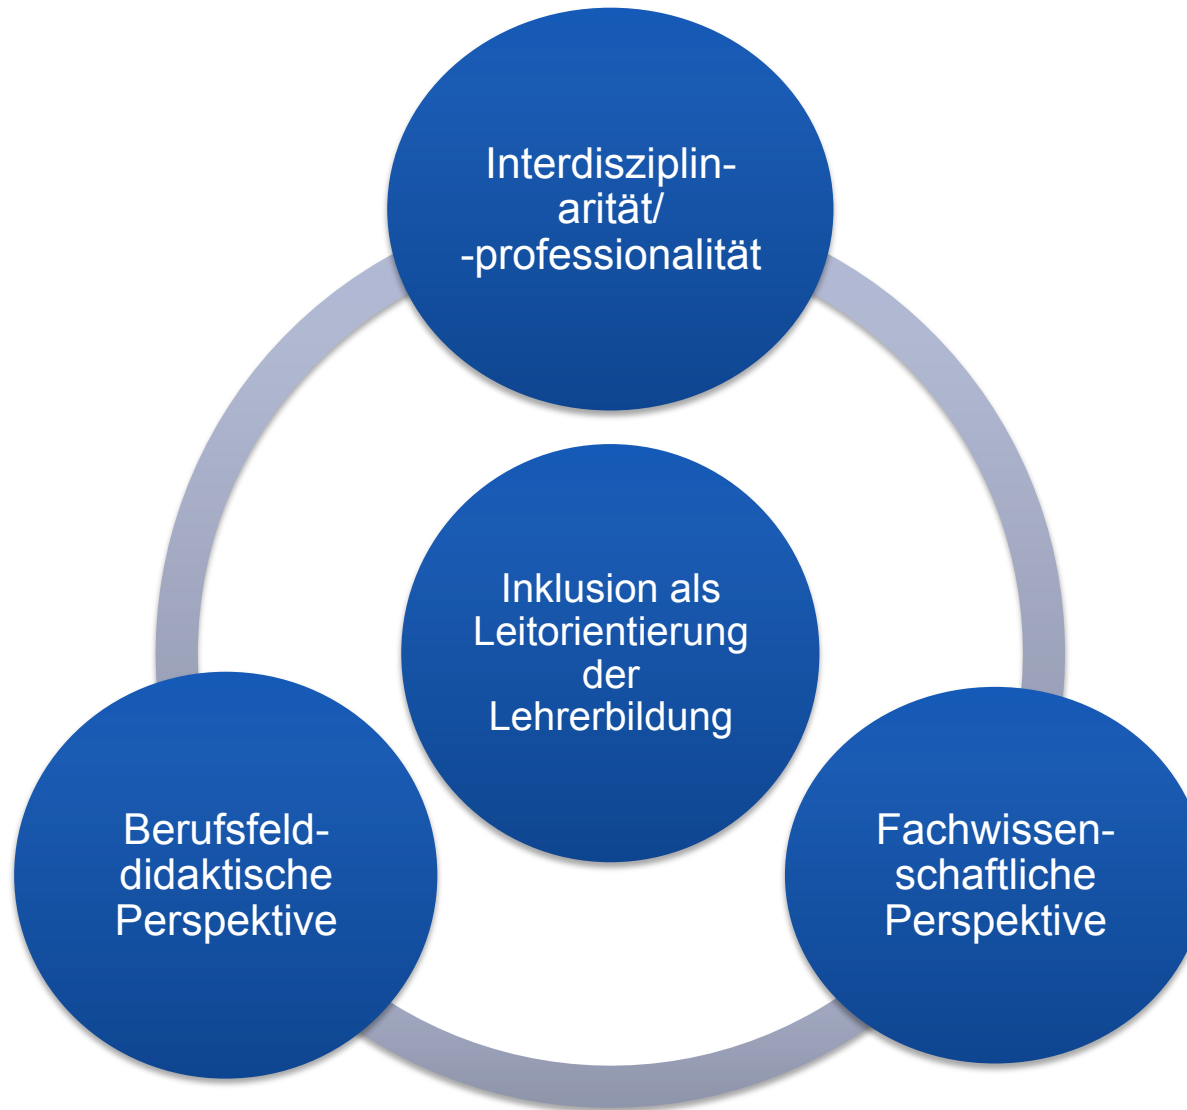 Interdisziplin-
arität/
-professionalität
Inklusion als
Leitorientierung
der
Lehrerbildung
Berufsfeld-
didaktische
Perspektive
Fachwissen-
schaftliche
Perspektive